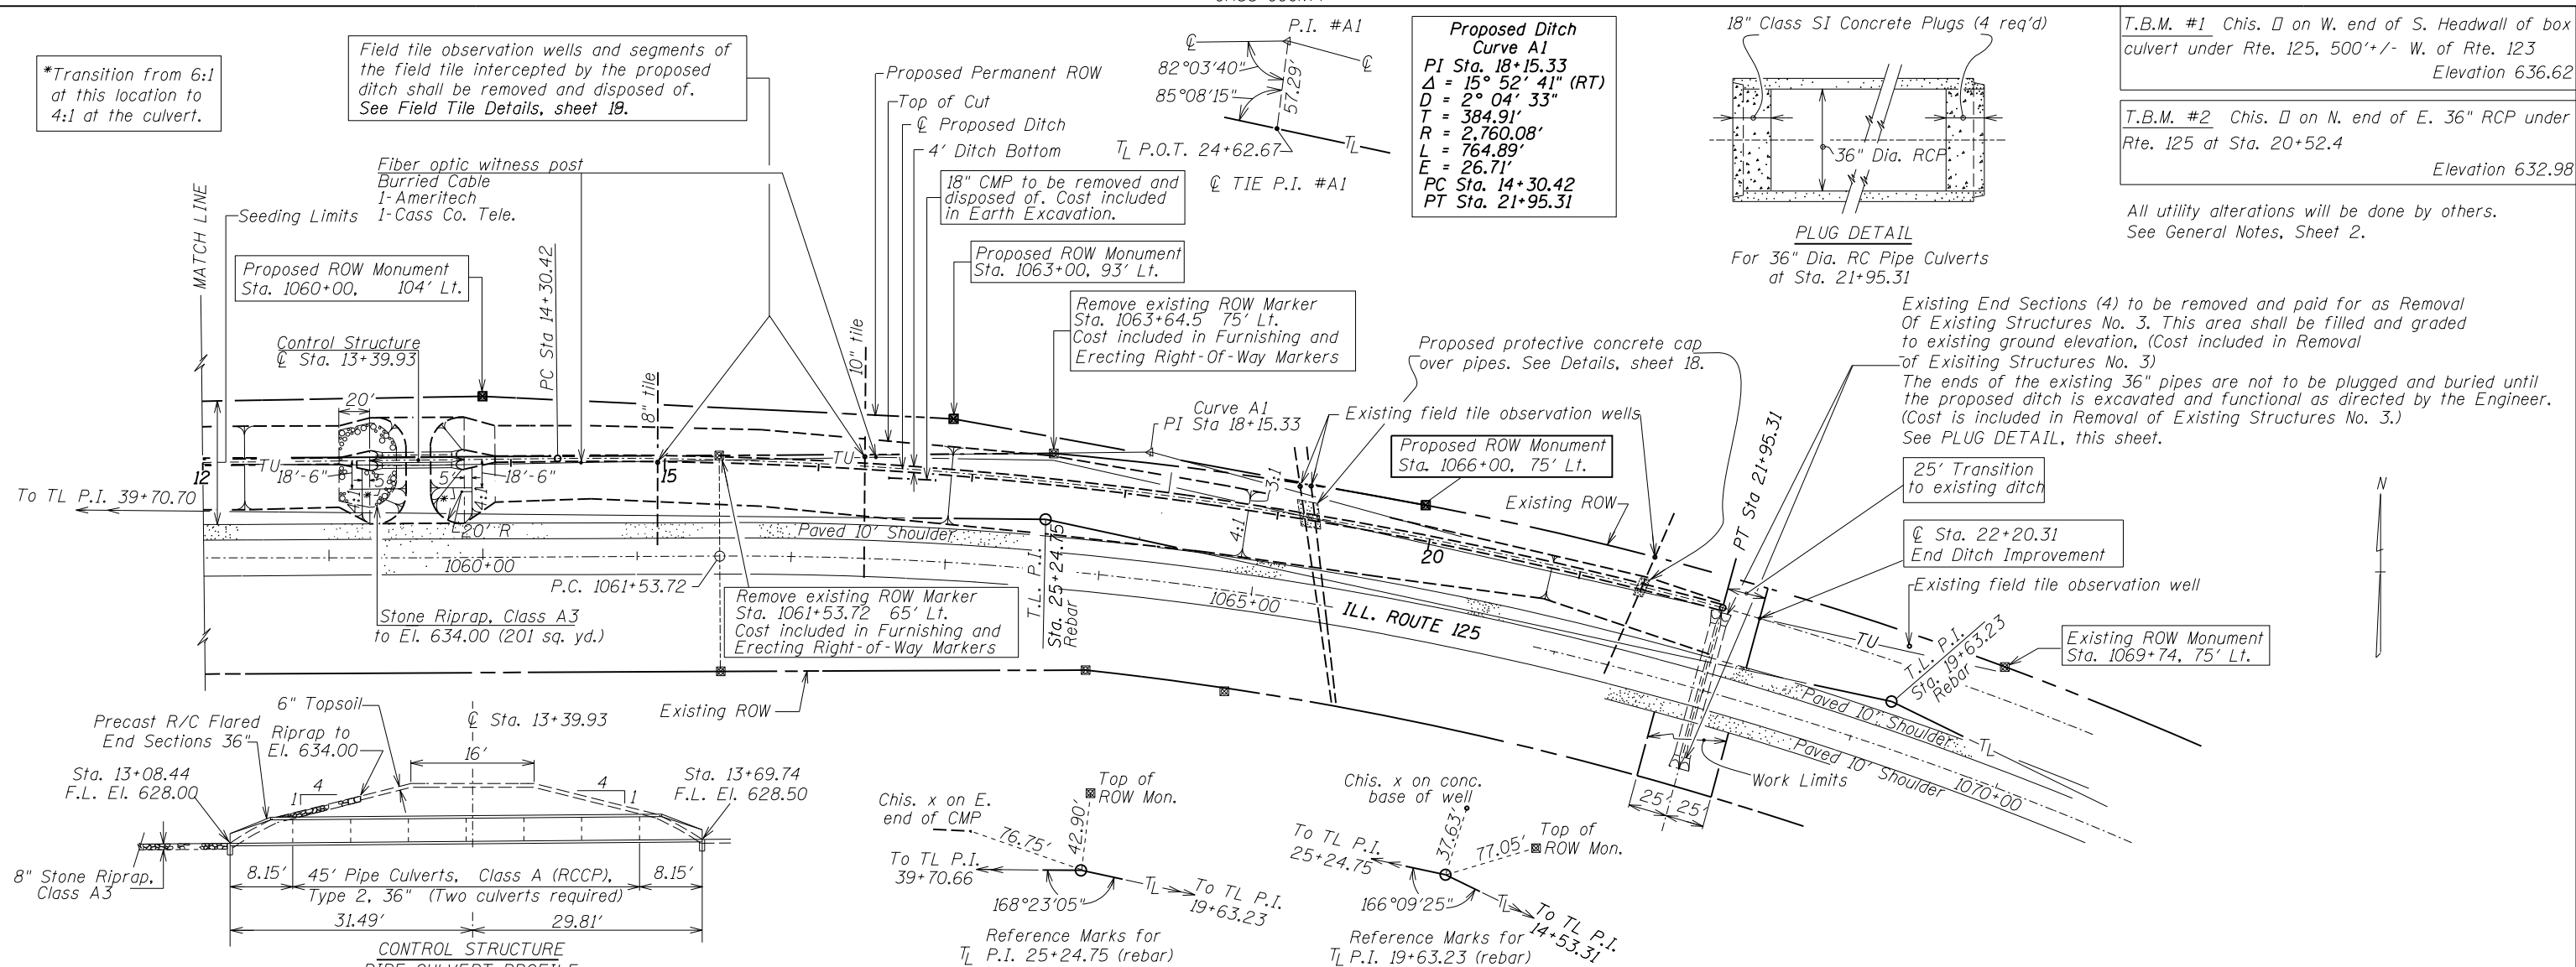 *Transition from 6:1
at this location to
4:1 at the culvert.
Field tile observation wells and segments of
the field tile intercepted by the proposed
ditch shall be removed and disposed of.
See Field Tile Details, sheet 18.
Proposed Permanent ROW
Top of Cut
℄ Proposed Ditch
4' Ditch Bottom
18" CMP to be removed and
disposed of. Cost included
in Earth Excavation.
℄
P.I. #A1
℄
82°03'40"
85°08'15"
57.29'
TL P.O.T. 24+62.67
TL
℄ TIE P.I. #A1
Proposed Ditch
Curve A1
PI Sta. 18+15.33
Δ = 15° 52' 41" (RT)
D = 2° 04' 33"
T = 384.91'
R = 2,760.08'
L = 764.89'
E = 26.71'
PC Sta. 14+30.42
PT Sta. 21+95.31
18" Class SI Concrete Plugs (4 req'd)
36" Dia. RCP
PLUG DETAIL
For 36" Dia. RC Pipe Culverts
at Sta. 21+95.31
T.B.M. #1 Chis. □ on W. end of S. Headwall of box
culvert under Rte. 125, 500'+/- W. of Rte. 123
Elevation 636.62
T.B.M. #2 Chis. □ on N. end of E. 36" RCP under
Rte. 125 at Sta. 20+52.4
Elevation 632.98
All utility alterations will be done by others.
See General Notes, Sheet 2.
MATCH LINE
Seeding Limits
Fiber optic witness post
Burried Cable
1-Ameritech
1-Cass Co. Tele.
Proposed ROW Monument
Sta. 1060+00, 104' Lt.
Control Structure
℄ Sta. 13+39.93
PC Sta 14+30.42
8" tile
10" tile
Proposed ROW Monument
Sta. 1063+00, 93' Lt.
Remove existing ROW Marker
Sta. 1063+64.5 75' Lt.
Cost included in Furnishing and
Erecting Right-Of-Way Markers
Proposed protective concrete cap
over pipes. See Details, sheet 18.
Curve A1
PI Sta 18+15.33
Existing field tile observation wells
Proposed ROW Monument
Sta. 1066+00, 75' Lt.
Existing ROW
PT Sta 21+95.31
Existing End Sections (4) to be removed and paid for as Removal
Of Existing Structures No. 3. This area shall be filled and graded
to existing ground elevation, (Cost included in Removal
of Exisiting Structures No. 3)
The ends of the existing 36" pipes are not to be plugged and buried until
the proposed ditch is excavated and functional as directed by the Engineer.
(Cost is included in Removal of Existing Structures No. 3.)
See PLUG DETAIL, this sheet.
25' Transition
to existing ditch
℄ Sta. 22+20.31
End Ditch Improvement
Existing field tile observation well
Existing ROW Monument
Sta. 1069+74, 75' Lt.
N
20'
12
TU
18'-6"
5'
*
5'
*
18'-6"
20' R
15
TU
3:1
4:1
20
TU
To TL P.I. 39+70.70
Paved 10' Shoulder
1060+00
P.C. 1061+53.72
Stone Riprap, Class A3
to El. 634.00 (201 sq. yd.)
Remove existing ROW Marker
Sta. 1061+53.72 65' Lt.
Cost included in Furnishing and
Erecting Right-of-Way Markers
T.L. P.I.
Sta. 25+24.75
Rebar
1065+00
ILL. ROUTE 125
T.L. P.I.
Sta. 19+63.23
Rebar
Paved 10' Shoulder
TL
Paved 10' Shoulder
1070+00
Work Limits
25' 25'
Existing ROW
Precast R/C Flared
End Sections 36"
6" Topsoil
Riprap to
El. 634.00
℄ Sta. 13+39.93
16'
Sta. 13+08.44
F.L. El. 628.00
4
1
4
1
Sta. 13+69.74
F.L. El. 628.50
8" Stone Riprap,
Class A3
8.15' 45' Pipe Culverts, Class A (RCCP), 8.15'
Type 2, 36" (Two culverts required)
31.49' 29.81'
CONTROL STRUCTURE
PIPE CULVERT PROFILE
Chis. x on E.
end of CMP
Top of
ROW Mon.
76.75'
42.90'
To TL P.I.
39+70.66
168°23'05"
TL
To TL P.I.
19+63.23
Reference Marks for
TL P.I. 25+24.75 (rebar)
Chis. x on conc.
base of well
37.63'
77.05'
Top of
ROW Mon.
To TL P.I.
25+24.75
166°09'25"
TL
To TL P.I.
14+53.31
Reference Marks for
TL P.I. 19+63.23 (rebar)